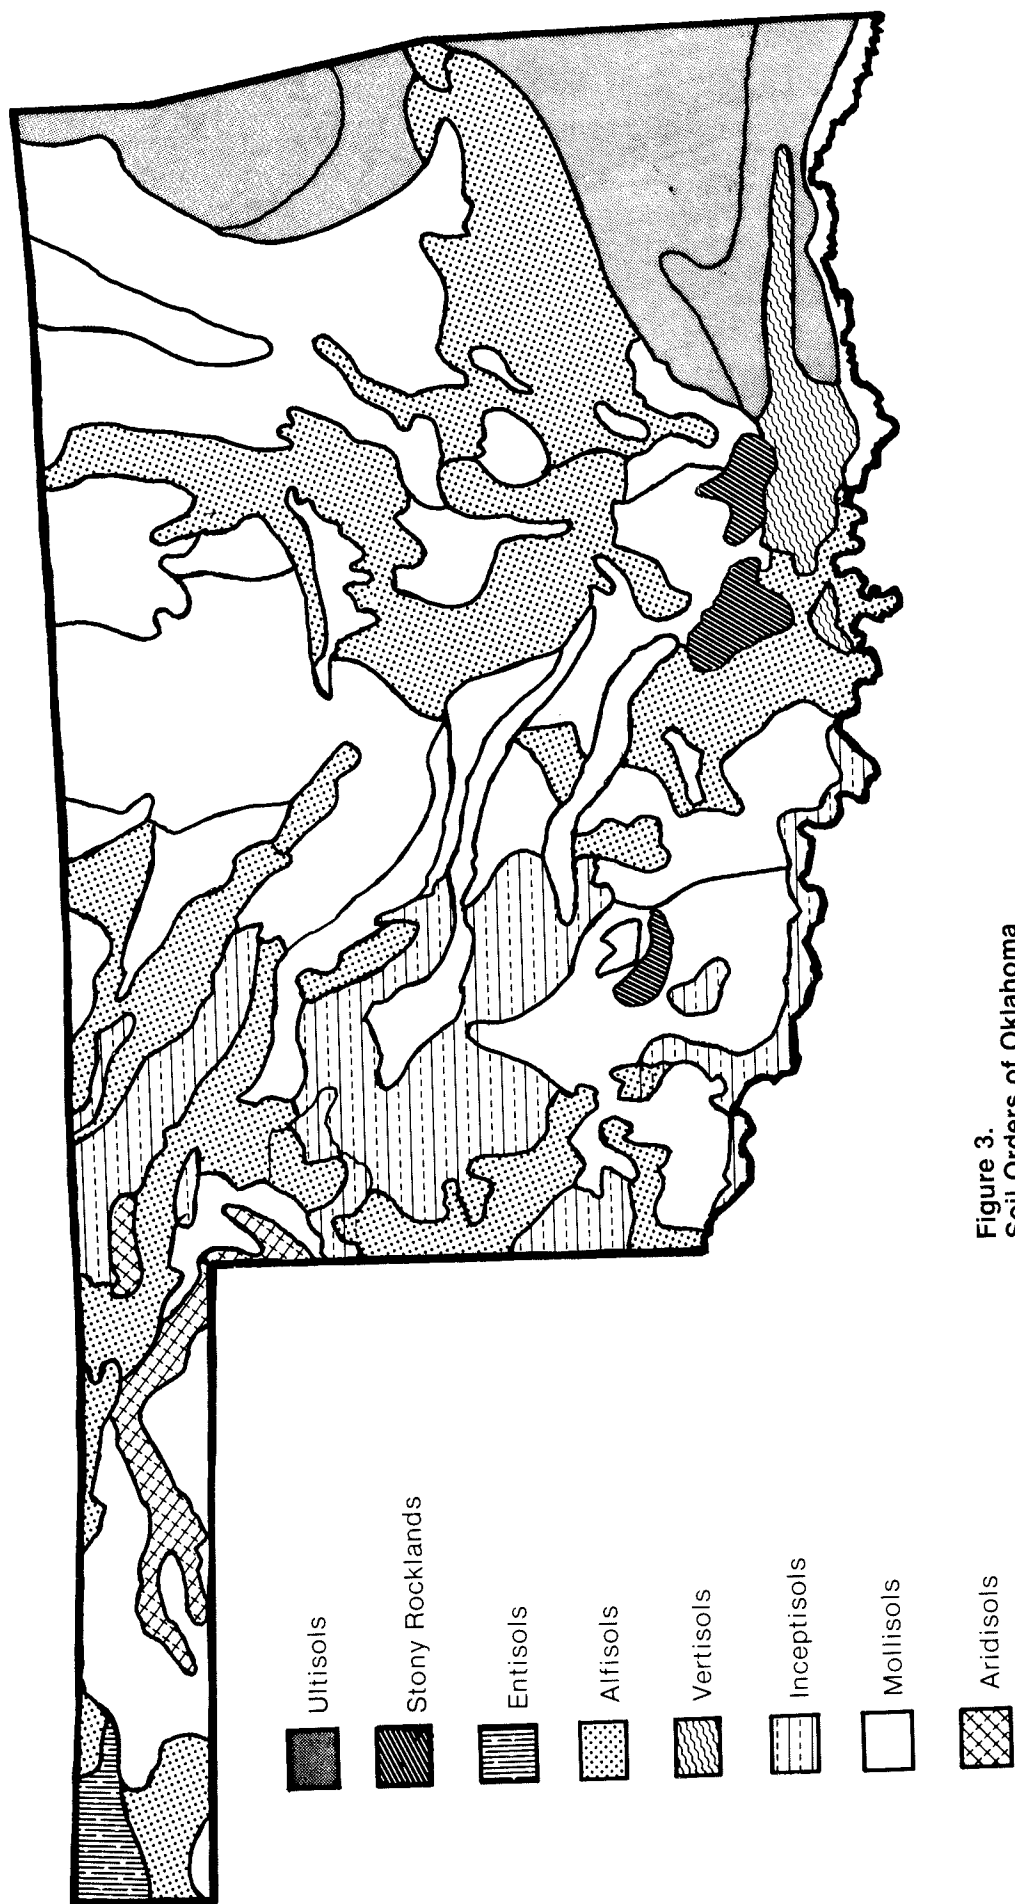 Ultisols
Stony Rocklands
Entisols
Alfisols
Vertisols
Inceptisols
Mollisols
Aridisols
Figure 3.
Soil Orders of Oklahoma